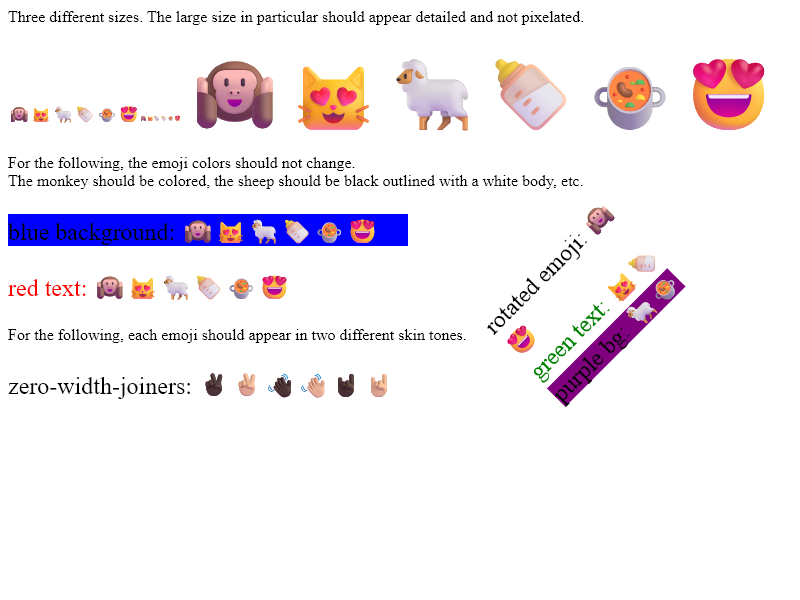 Three different sizes. The large size in particular should appear detailed and not pixelated.
🙉😻🐑🍼🍲😍🙉😻🐑🍼🍲😍🙉😻🐑🍼🍲😍
For the following, the emoji colors should not change.
The monkey should be colored, the sheep should be black outlined with a white body, etc.
blue background: 🙉😻🐑🍼🍲😍
red text: 🙉😻🐑🍼🍲😍
For the following, each emoji should appear in two different skin tones.
zero-width-joiners: ✌🏿✌🏼👋🏿👋🏼🤘🏿🤘🏼
rotated emoji: 🙉
😍
green text: 😻🍼
purple bg: 🐑🍲